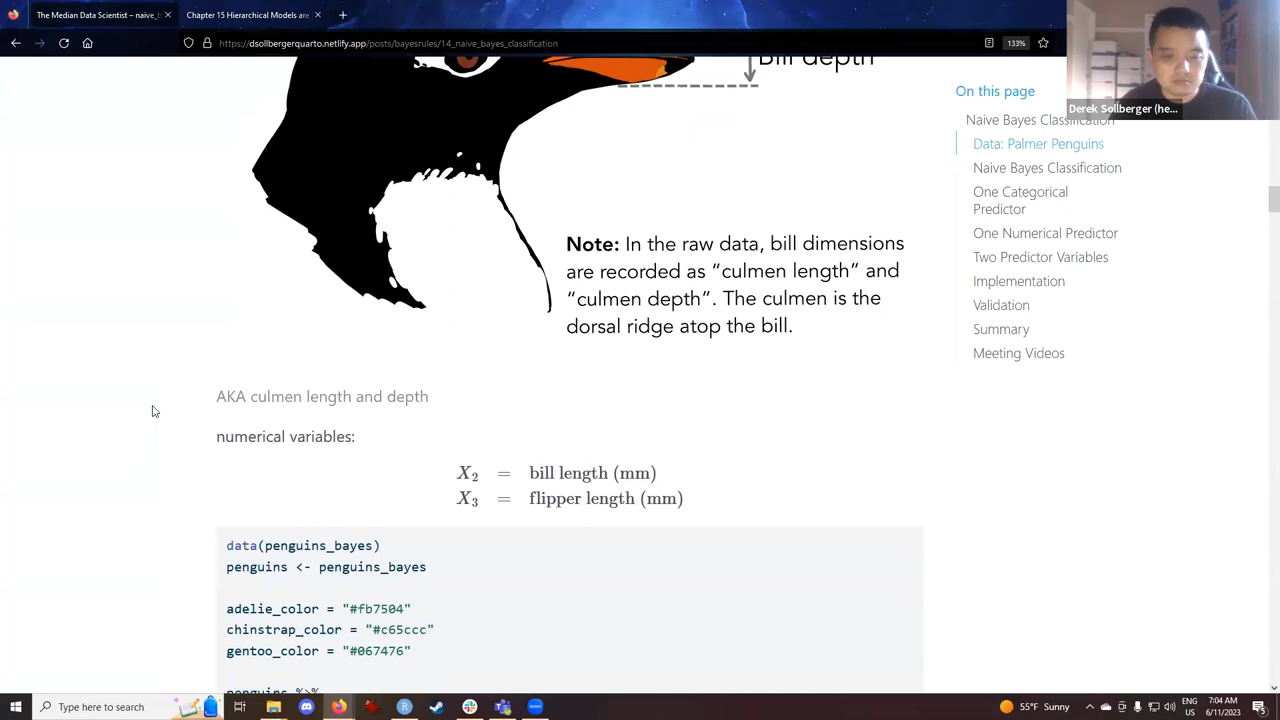 The Median Data Scientist – naive_b
Chapter 15 Hierarchical Models are
https://dsollbergerquarto.netlify.app/posts/bayesrules/14_naive_bayes_classification
133%
Bill depth
Derek Sollberger (he...
On this page
Naive Bayes Classification
Data: Palmer Penguins
Naive Bayes Classification
One Categorical
Predictor
One Numerical Predictor
Two Predictor Variables
Implementation
Validation
Summary
Meeting Videos
Note: In the raw data, bill dimensions
are recorded as “culmen length” and
“culmen depth”. The culmen is the
dorsal ridge atop the bill.
AKA culmen length and depth
numerical variables:
X2 = bill length (mm)
X3 = flipper length (mm)
data(penguins_bayes)
penguins <- penguins_bayes
adelie_color = "#fb7504"
chinstrap_color = "#c65ccc"
gentoo_color = "#067476"
penguins %>%
Type here to search
55°F Sunny
ENG
US
7:04 AM
6/11/2023